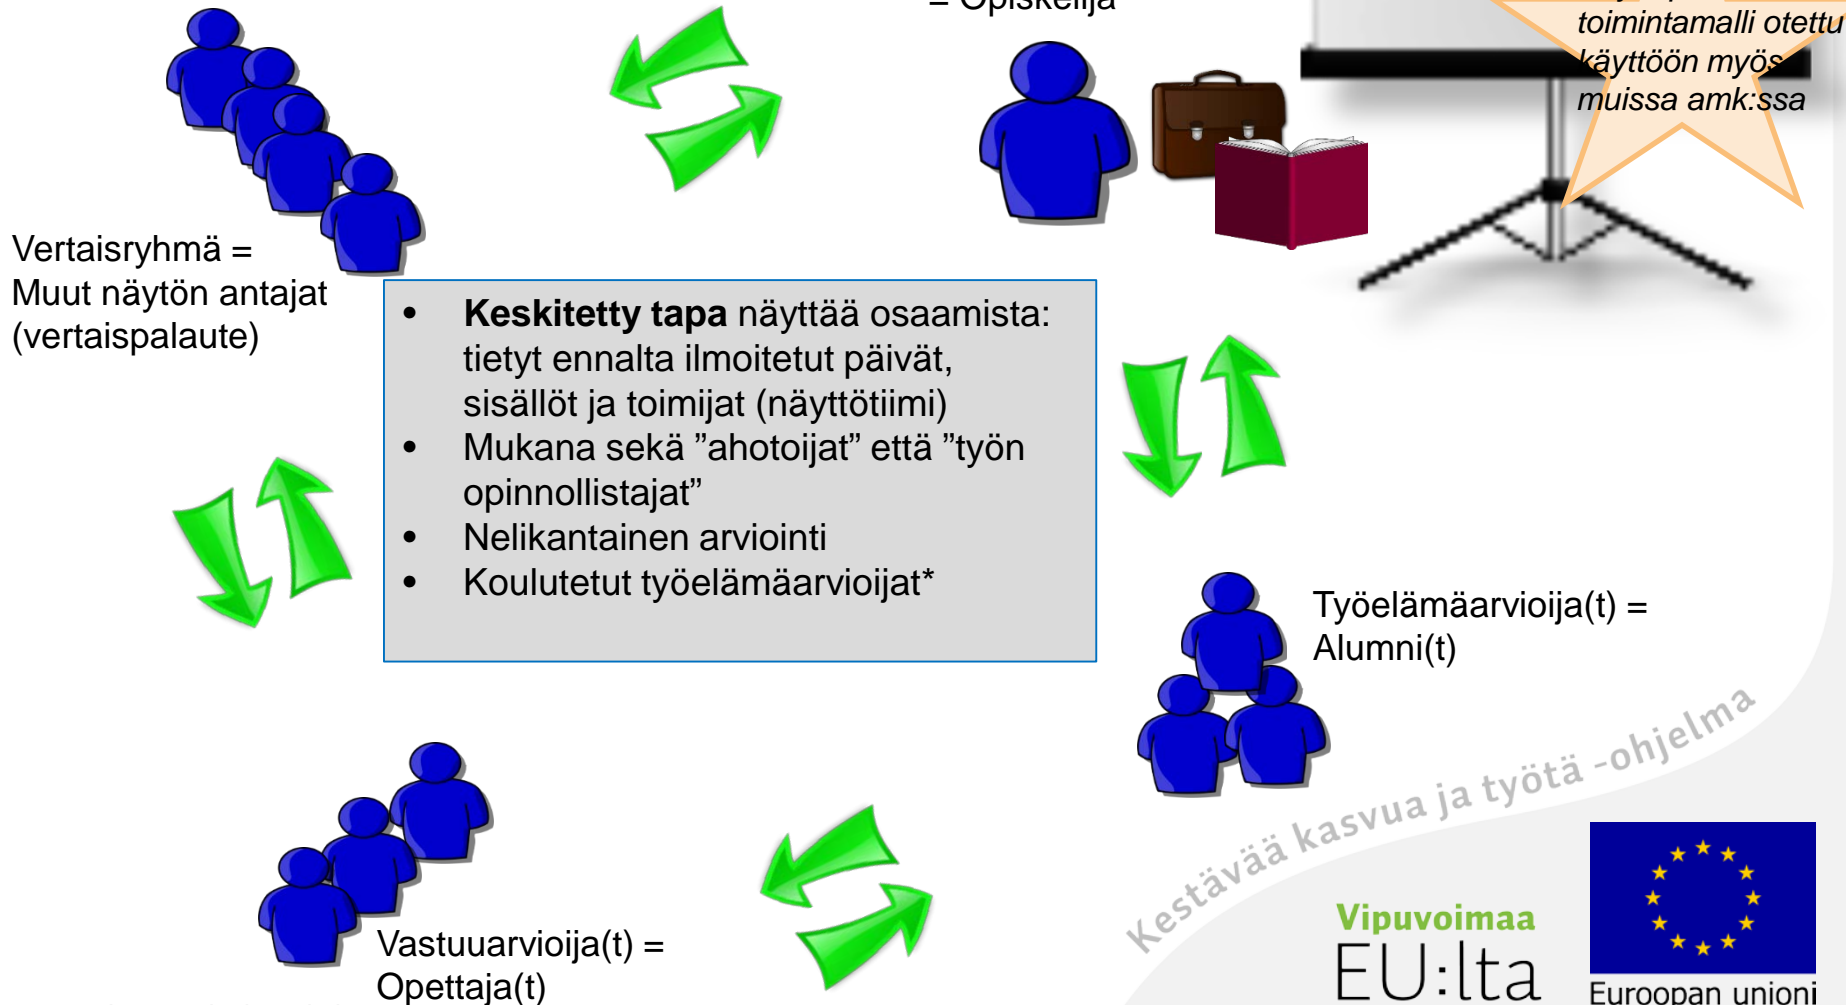 = Opiskelija
toimintamalli otettu
käyttöön myös
muissa amk:ssa
Vertaisryhmä =
Muut näytön antajat
(vertaispalaute)
• Keskitetty tapa näyttää osaamista:
tietyt ennalta ilmoitetut päivät,
sisällöt ja toimijat (näyttötiimi)
• Mukana sekä ”ahotoijat” että ”työn
opinnollistajat”
• Nelikantainen arviointi
• Koulutetut työelämäarvioijat*
Työelämäarvioija(t) =
Alumni(t)
Vastuuarvioija(t) =
Opettaja(t)
Kestävää kasvua ja työtä -ohjelma
Vipuvoimaa
EU:lta
Euroopan unioni